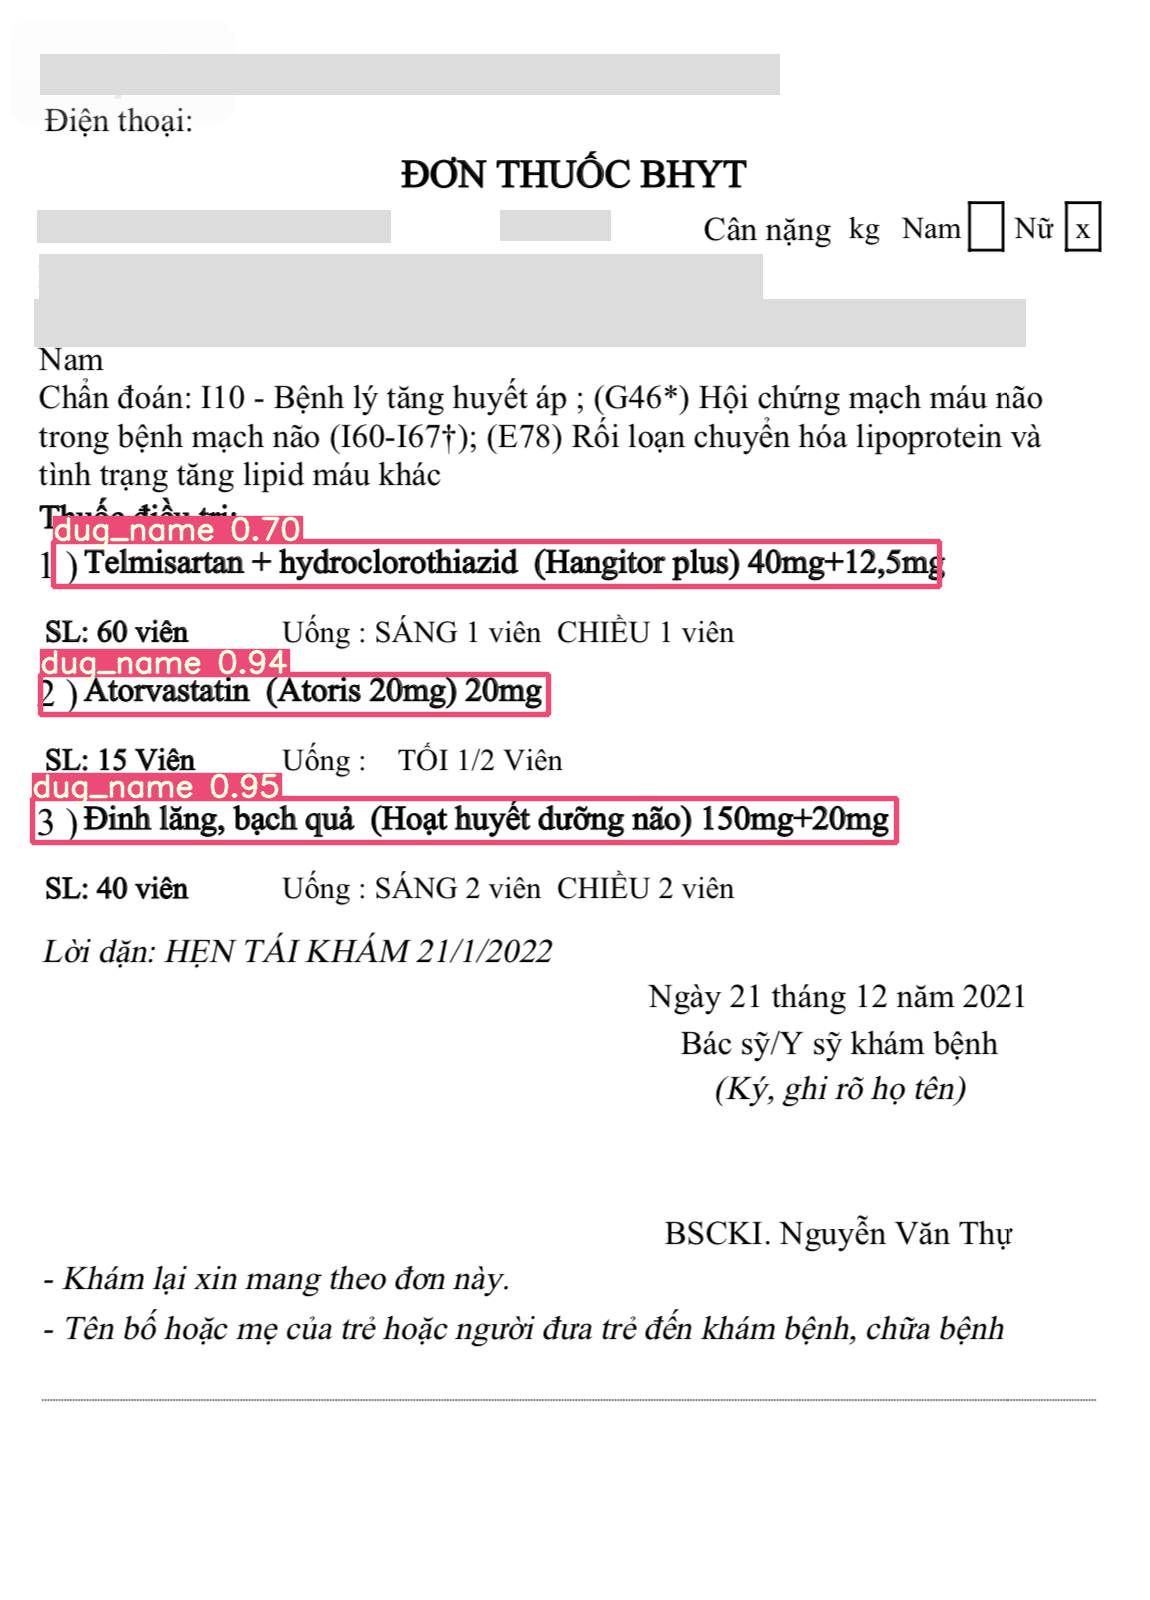 Điện thoại:
ĐƠN THUỐC BHYT
Cân nặng kg Nam Nữ x
Nam
Chẩn đoán: I10 - Bệnh lý tăng huyết áp ; (G46*) Hội chứng mạch máu não
trong bệnh mạch não (I60-I67†); (E78) Rối loạn chuyển hóa lipoprotein và
tình trạng tăng lipid máu khác
Thuốc điều trị:
dug_name 0.70
1 ) Telmisartan + hydroclorothiazid (Hangitor plus) 40mg+12,5mg
SL: 60 viên Uống : SÁNG 1 viên CHIỀU 1 viên
dug_name 0.94
2 ) Atorvastatin (Atoris 20mg) 20mg
SL: 15 Viên Uống : TỐI 1/2 Viên
dug_name 0.95
3 ) Đinh lăng, bạch quả (Hoạt huyết dưỡng não) 150mg+20mg
SL: 40 viên Uống : SÁNG 2 viên CHIỀU 2 viên
Lời dặn: HẸN TÁI KHÁM 21/1/2022
Ngày 21 tháng 12 năm 2021
Bác sỹ/Y sỹ khám bệnh
(Ký, ghi rõ họ tên)
BSCKI. Nguyễn Văn Thự
- Khám lại xin mang theo đơn này.
- Tên bố hoặc mẹ của trẻ hoặc người đưa trẻ đến khám bệnh, chữa bệnh